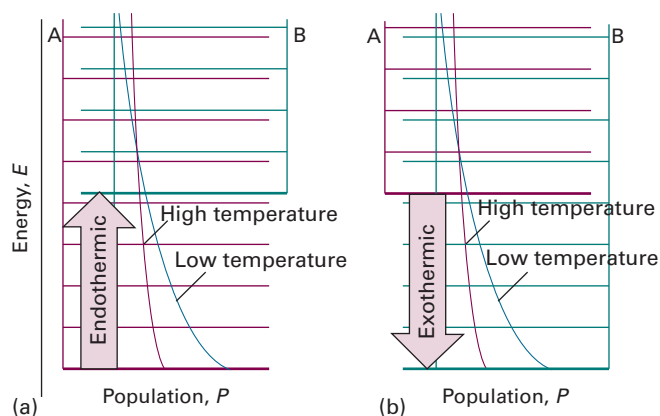 A
B
Energy, E
Endothermic
High temperature
Low temperature
Population, P
(a)
A
B
Exothermic
High temperature
Low temperature
Population, P
(b)